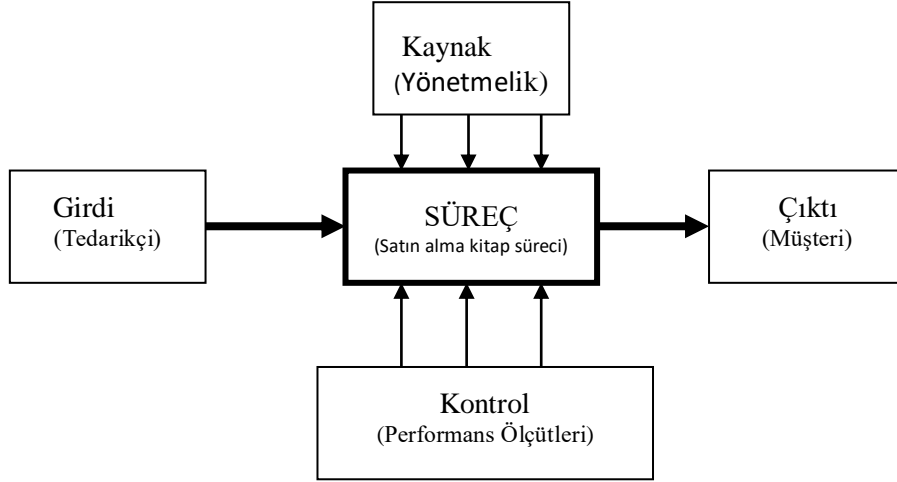 Kaynak
(Yönetmelik)
Girdi
(Tedarikçi)
SÜREÇ
(Satın alma kitap süreci)
Çıktı
(Müşteri)
Kontrol
(Performans Ölçütleri)